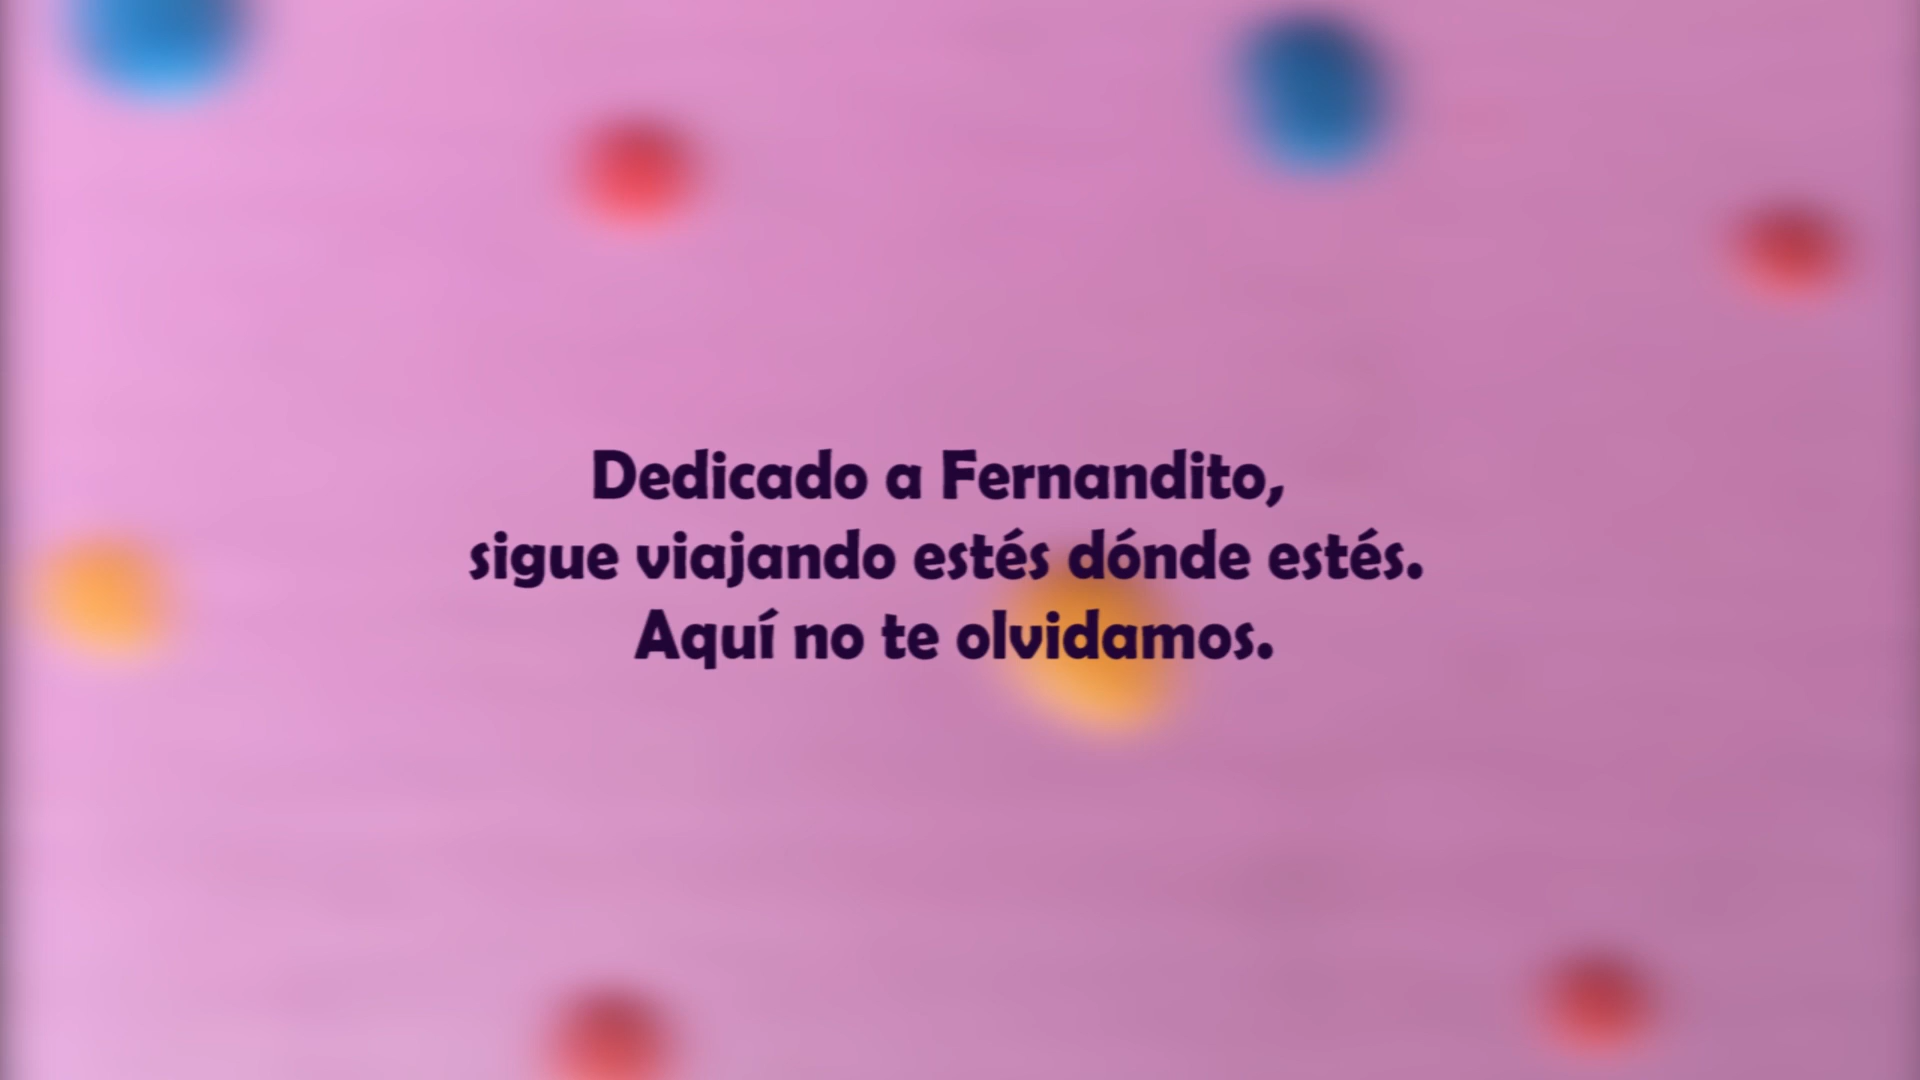 Dedicado a Fernandito,
sigue viajando estés dónde estés.
Aquí no te olvidamos.